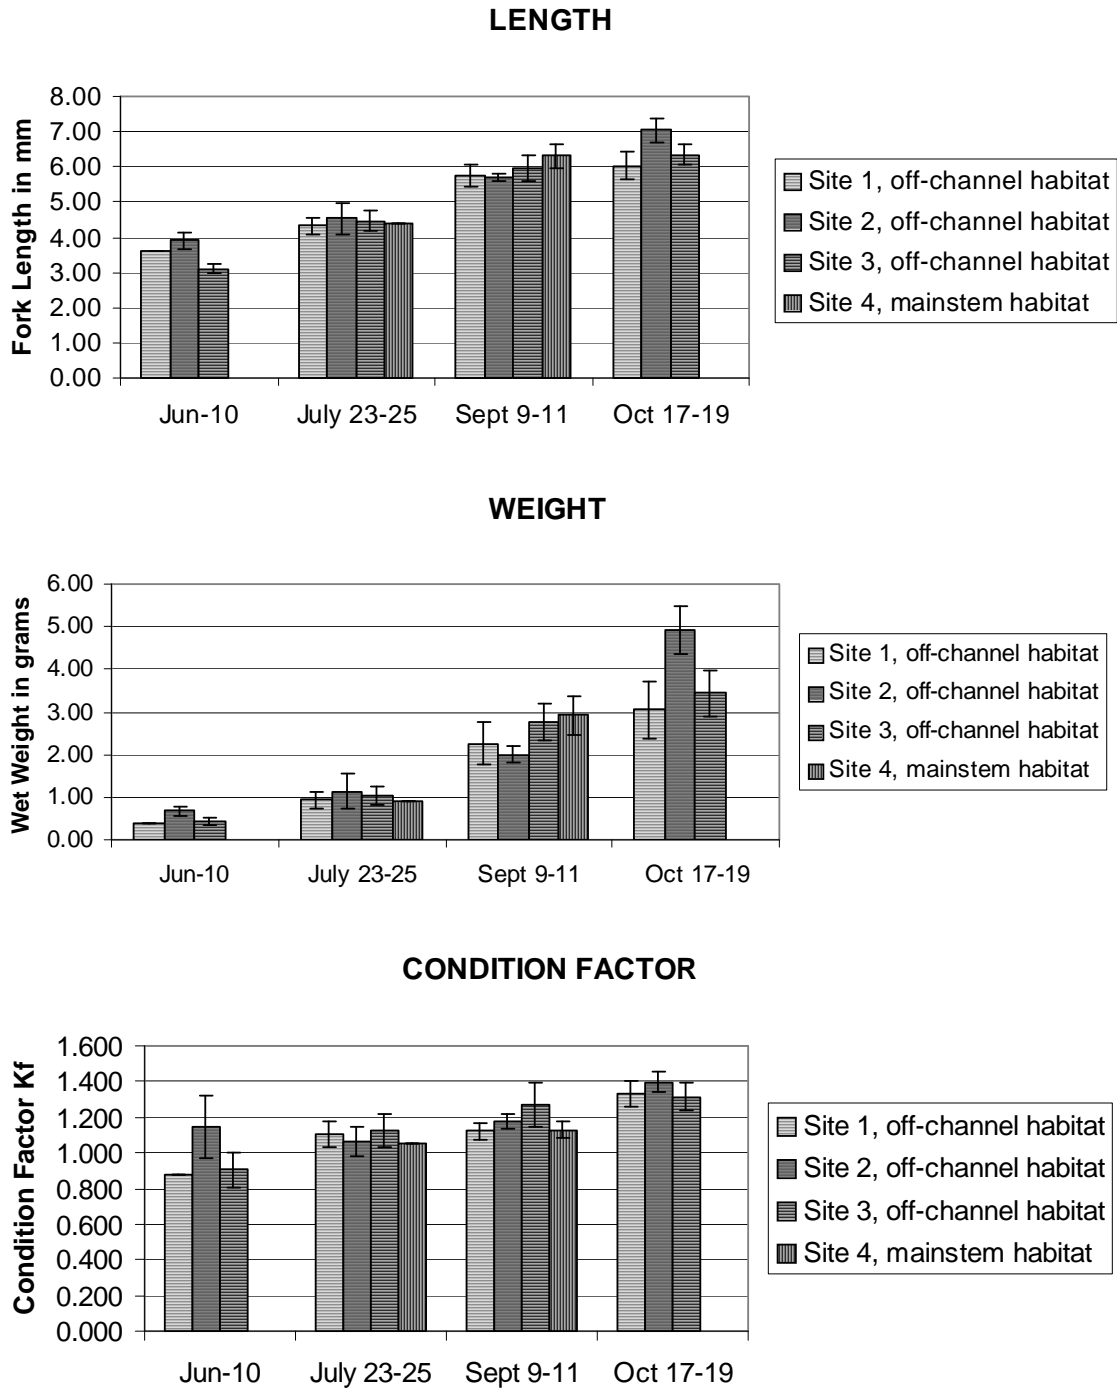 LENGTH
Fork Length in mm
8.00
7.00
6.00
5.00
4.00
3.00
2.00
1.00
0.00
Jun-10 July 23-25 Sept 9-11 Oct 17-19
Site 1, off-channel habitat
Site 2, off-channel habitat
Site 3, off-channel habitat
Site 4, mainstem habitat
WEIGHT
Wet Weight in grams
6.00
5.00
4.00
3.00
2.00
1.00
0.00
Jun-10 July 23-25 Sept 9-11 Oct 17-19
Site 1, off-channel habitat
Site 2, off-channel habitat
Site 3, off-channel habitat
Site 4, mainstem habitat
CONDITION FACTOR
Condition Factor Kf
1.600
1.400
1.200
1.000
0.800
0.600
0.400
0.200
0.000
Jun-10 July 23-25 Sept 9-11 Oct 17-19
Site 1, off-channel habitat
Site 2, off-channel habitat
Site 3, off-channel habitat
Site 4, mainstem habitat